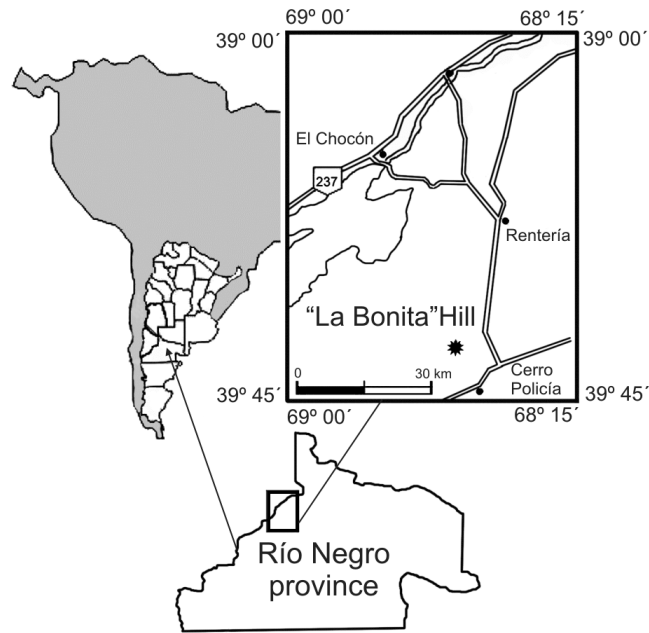 69º 00´
68º 15´
39º 00´
39º 00´
El Chocón
237
Rentería
“La Bonita”Hill
0
30 km
Cerro
Policía
39º 45´
39º 45´
69º 00´
68º 15´
Río Negro
province